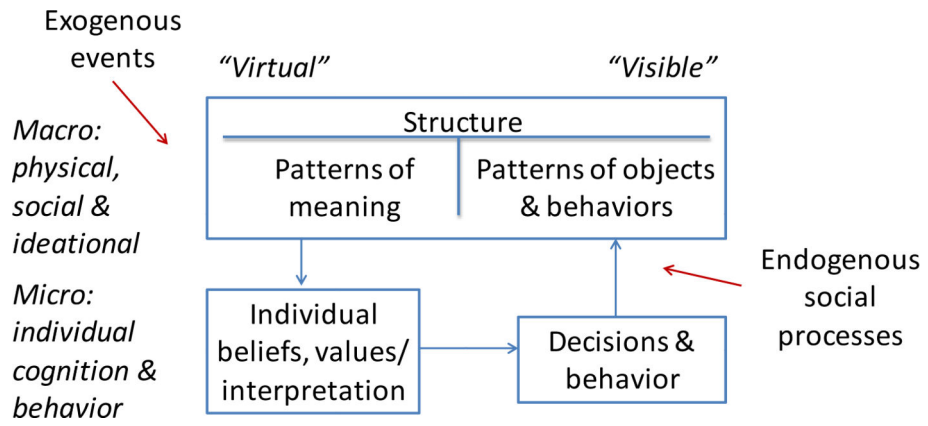 Exogenous
events
“Virtual”
“Visible”
Macro:
physical,
social &
ideational
Structure
Patterns of
meaning
Patterns of objects
& behaviors
Micro:
individual
cognition &
behavior
Individual
beliefs, values/
interpretation
Decisions &
behavior
Endogenous
social
processes